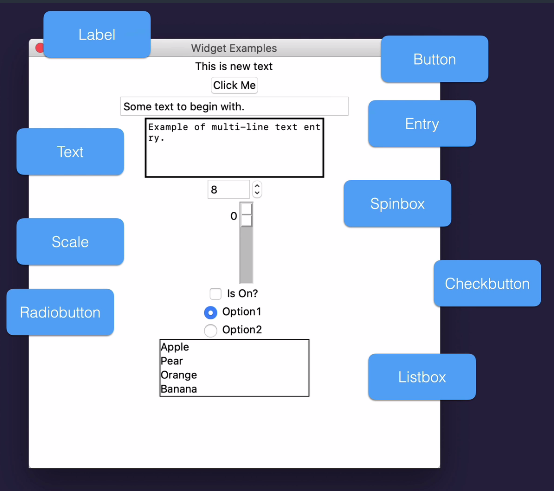 Label
Widget Examples
This is new text
Button
Click Me
Some text to begin with.
Entry
Example of multi-line text ent
ry.
Text
8
Spinbox
0
Scale
Checkbutton
Is On?
Radiobutton
Option1
Option2
Apple
Pear
Orange
Banana
Listbox